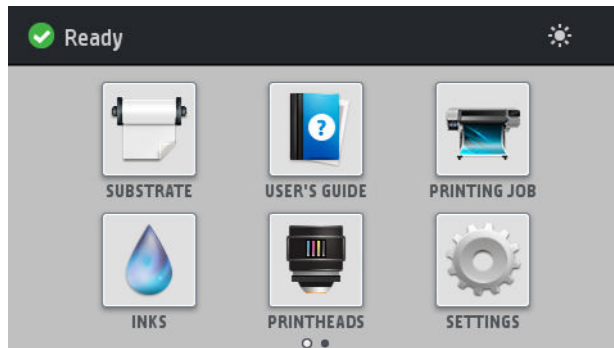 Ready
SUBSTRATE
USER'S GUIDE
PRINTING JOB
?
INKS
PRINTHEADS
SETTINGS